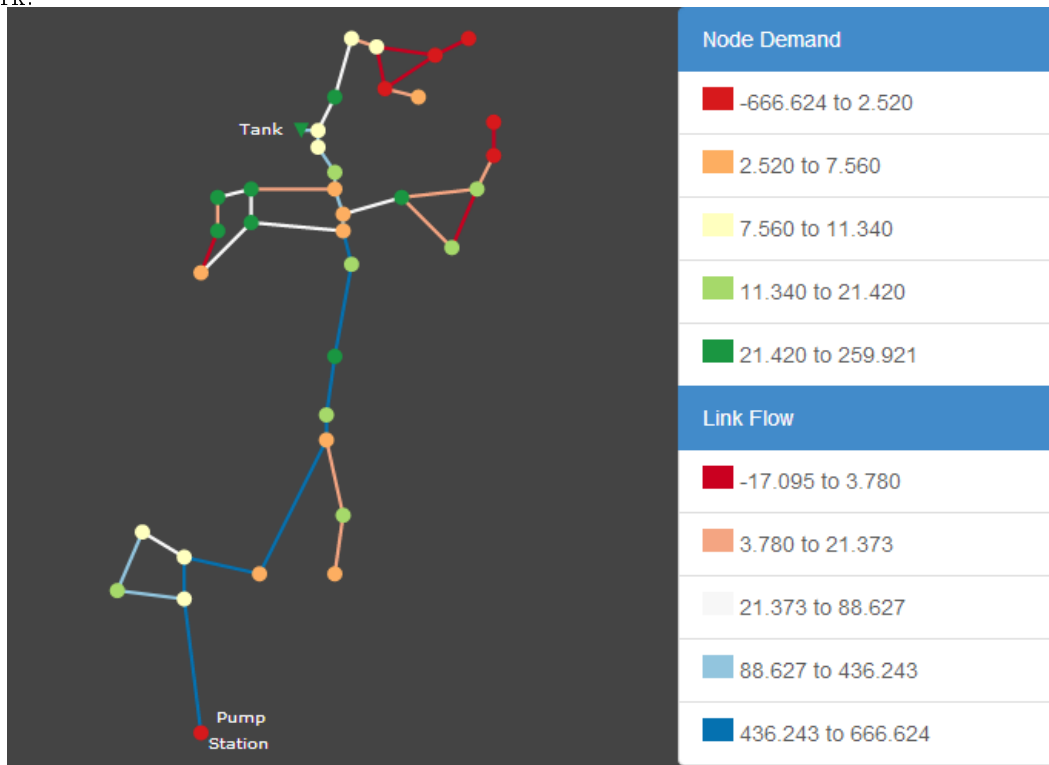 rk.
Tank
Pump
Station
Node Demand
-666.624 to 2.520
2.520 to 7.560
7.560 to 11.340
11.340 to 21.420
21.420 to 259.921
Link Flow
-17.095 to 3.780
3.780 to 21.373
21.373 to 88.627
88.627 to 436.243
436.243 to 666.624